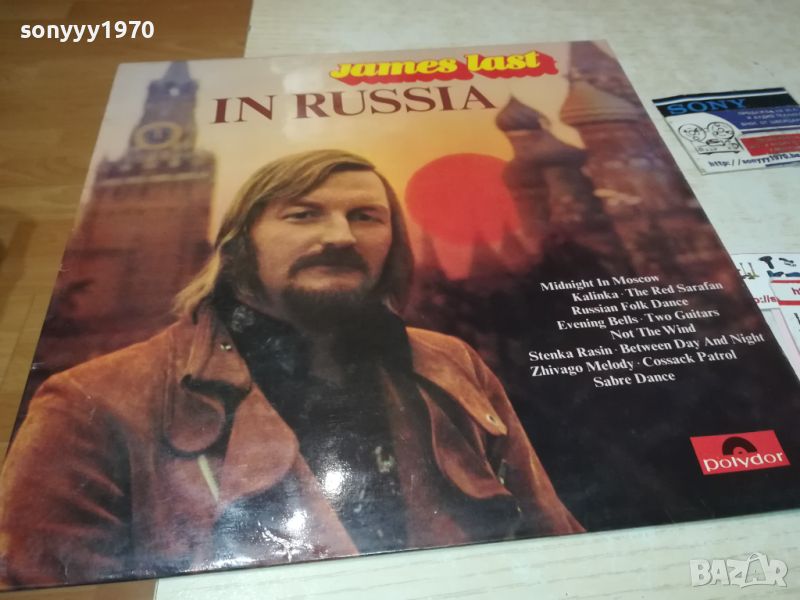 sonyyy1970
james last
IN RUSSIA
SONY
http://sonyyy1970.ba
Midnight In Moscow
Kalinka · The Red Sarafan
Russian Folk Dance
Evening Bells · Two Guitars
Not The Wind
Stenka Rasin · Between Day And Night
Zhivago Melody · Cossack Patrol
Sabre Dance
polydor
BAZAR